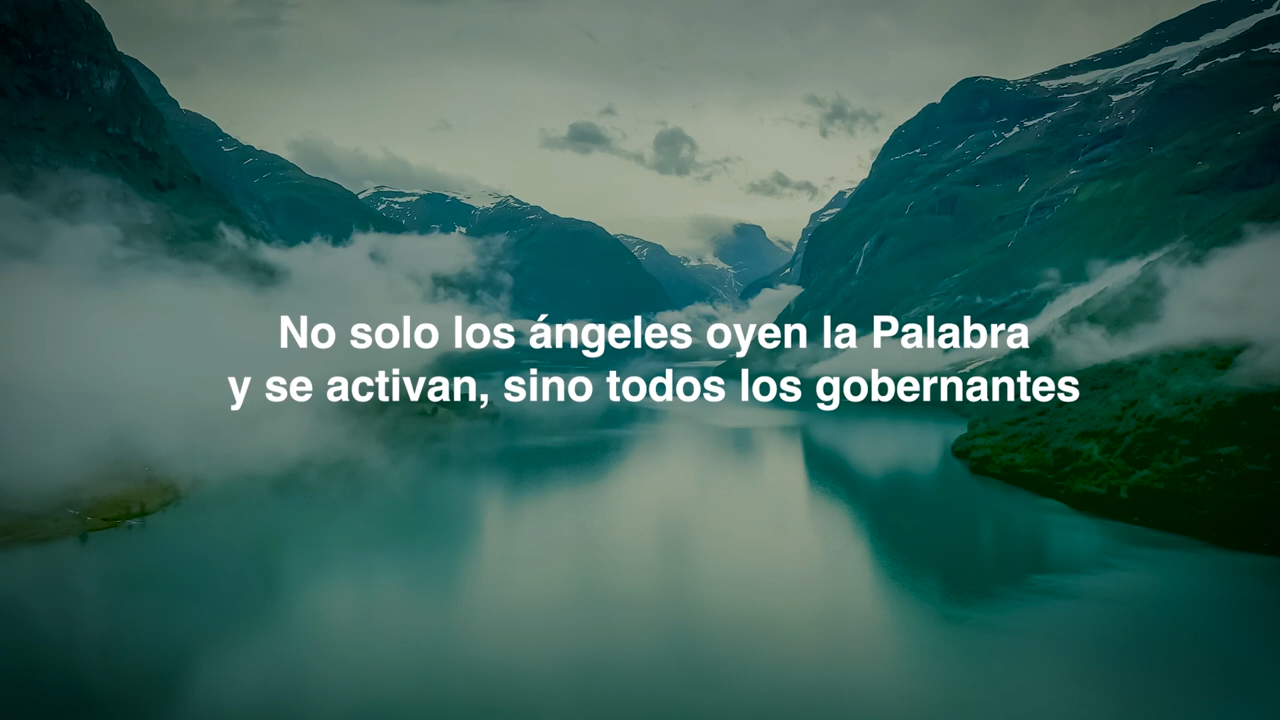 No solo los ángeles oyen la Palabra
y se activan, sino todos los gobernantes